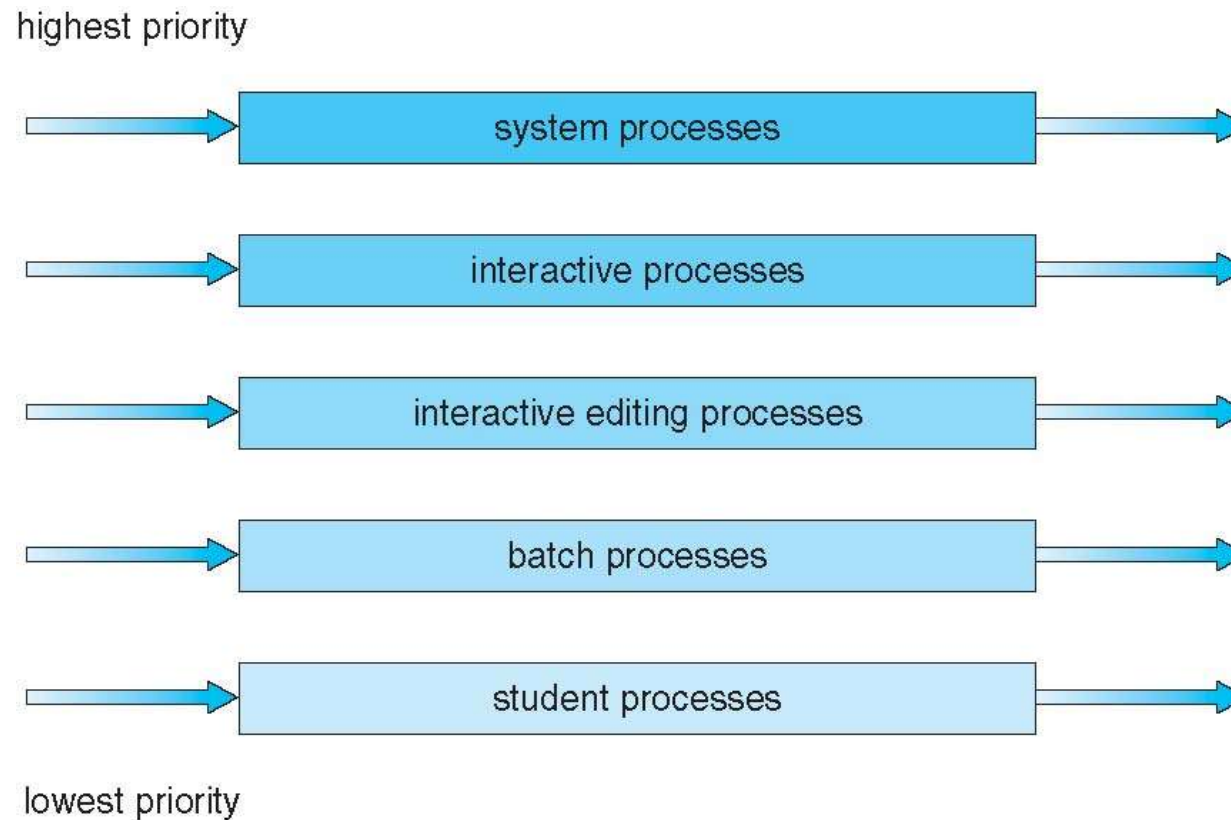 highest priority
system processes
interactive processes
interactive editing processes
batch processes
student processes
lowest priority